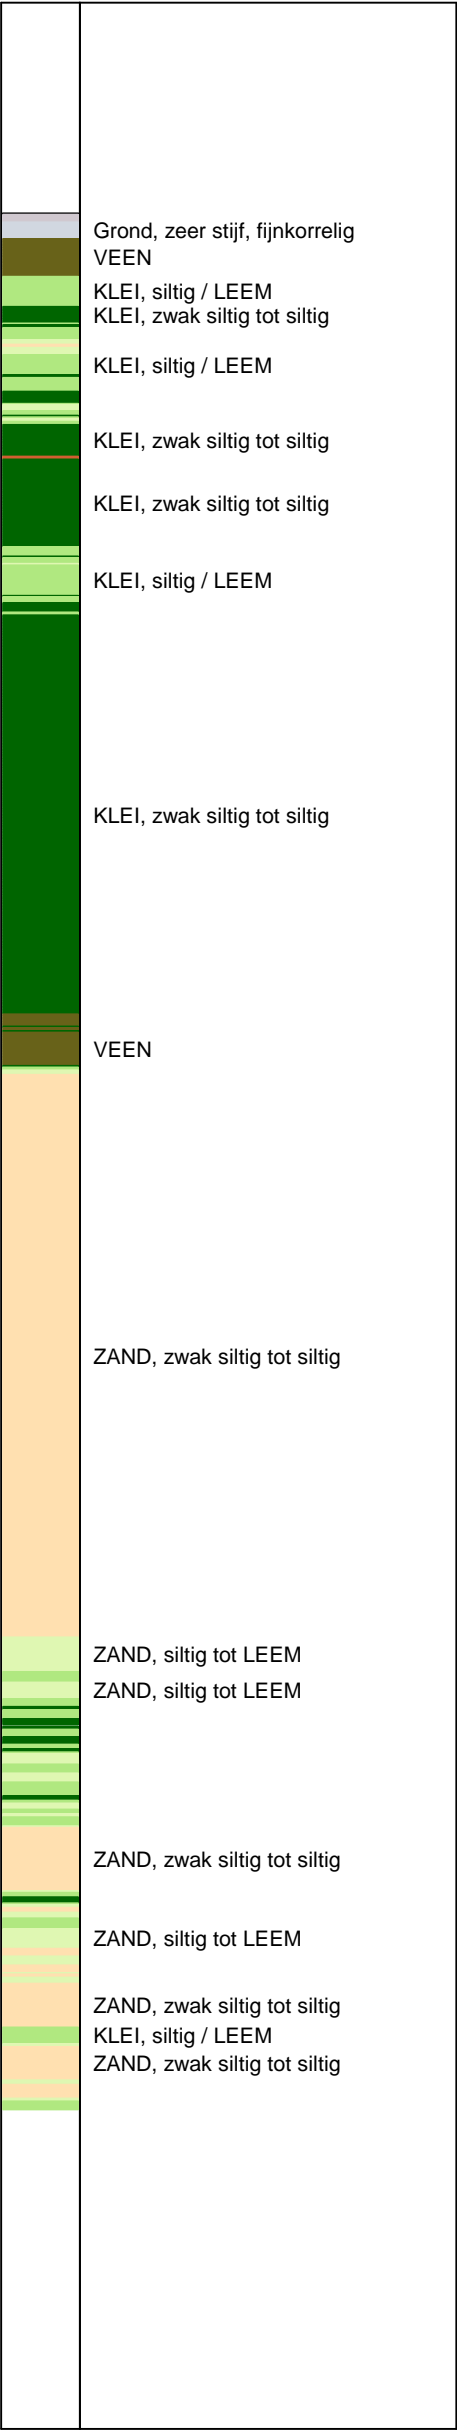 Grond, zeer stijf, fijnkorrelig
VEEN
KLEI, siltig / LEEM
KLEI, zwak siltig tot siltig
KLEI, siltig / LEEM
KLEI, zwak siltig tot siltig
KLEI, zwak siltig tot siltig
KLEI, siltig / LEEM
KLEI, zwak siltig tot siltig
VEEN
ZAND, zwak siltig tot siltig
ZAND, siltig tot LEEM
ZAND, siltig tot LEEM
ZAND, zwak siltig tot siltig
ZAND, siltig tot LEEM
ZAND, zwak siltig tot siltig
KLEI, siltig / LEEM
ZAND, zwak siltig tot siltig